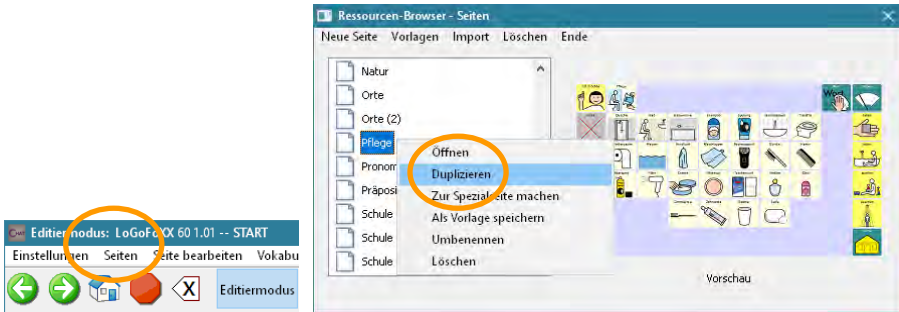 Editiermodus: LoGoFoXX 60 1.01 -- START
Einstellungen Seiten Seite bearbeiten Vokabu
X Editiermodus
Ressourcen-Browser - Seiten
Neue Seite Vorlagen Import Löschen Ende
Natur
Orte
Orte (2)
Pflege
Pronom
Präposi
Schule
Schule
Schule
Öffnen
Duplizieren
Zur Spezialseite machen
Als Vorlage speichern
Umbenennen
Löschen
Wort
Vorschau